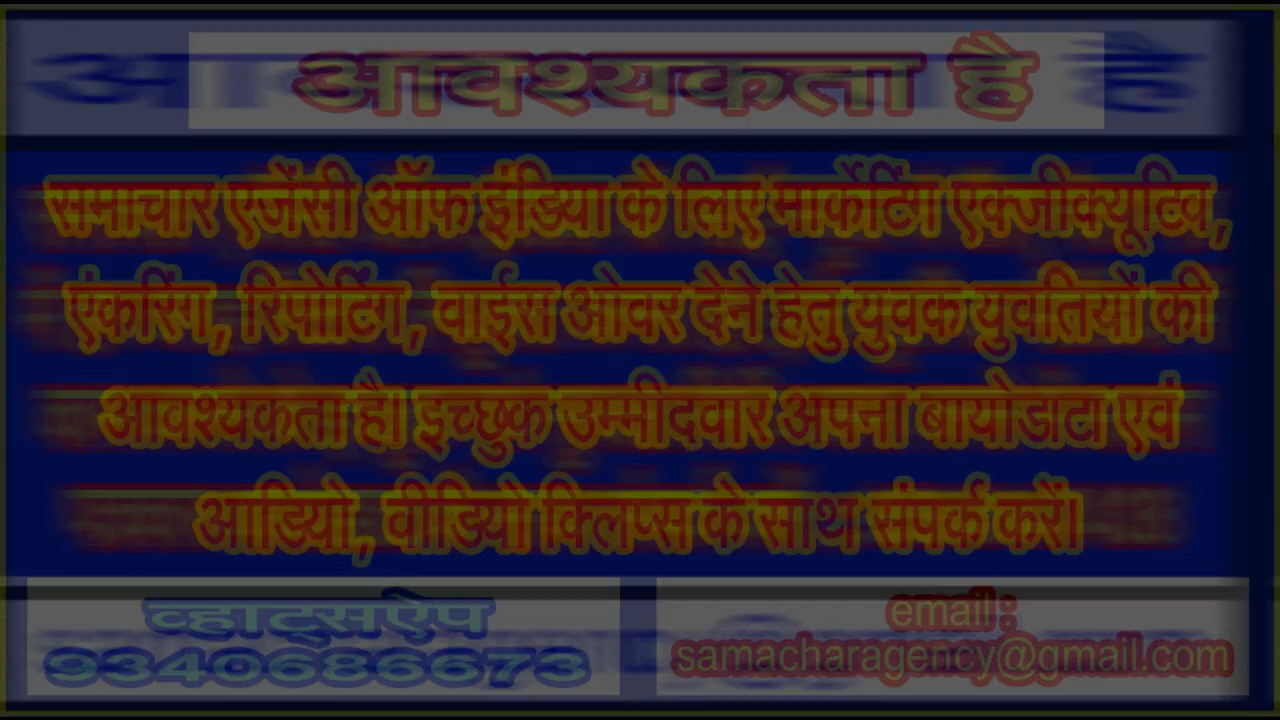 आवश्यकता है
समाचार एजेंसी ऑफ इंडिया के लिए मार्केटिंग एक्जीक्यूटिव,
एंकरिंग, रिपोर्टिंग, वाईस ओवर देने हेतु युवक युवतियों की
आवश्यकता है। इच्छुक उम्मीदवार अपना बायोडाटा एवं
आडियो, वीडियो क्लिप्स के साथ संपर्क करें।
व्हाट्सऐप
9340686673
email :
samacharagency@gmail.com